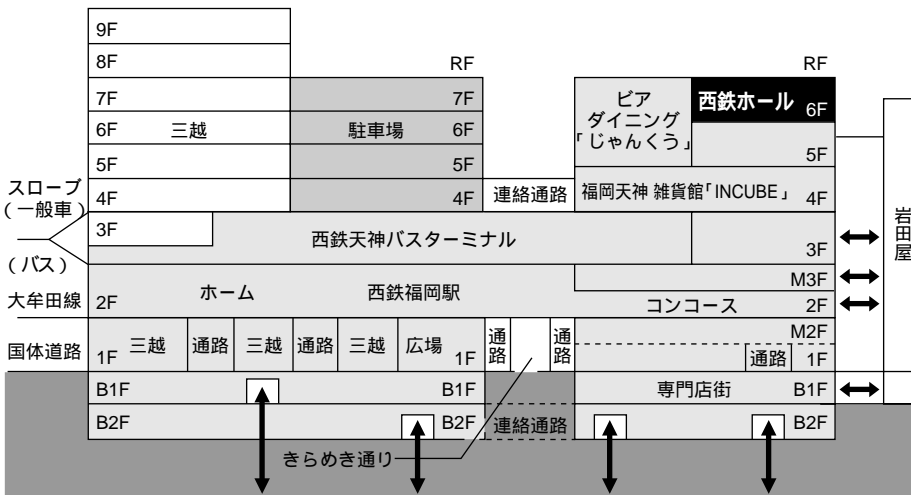 9F
8F
RF
RF
7F
7F
ビア
ダイニング
「じゃんくう」
西鉄ホール 6F
6F 三越 駐車場 6F
5F
5F
5F
スロープ
(一般車)
4F
4F
連絡通路
福岡天神 雑貨館「INCUBE」 4F
岩田屋
3F
西鉄天神バスターミナル
3F
(バス)
M3F
大牟田線
2F ホーム 西鉄福岡駅
コンコース 2F
M2F
国体道路
1F 三越 通路 三越 通路 三越 広場 1F
通路
通路
通路 1F
B1F
B1F
専門店街 B1F
B2F
B2F
連絡通路
B2F
きらめき通り